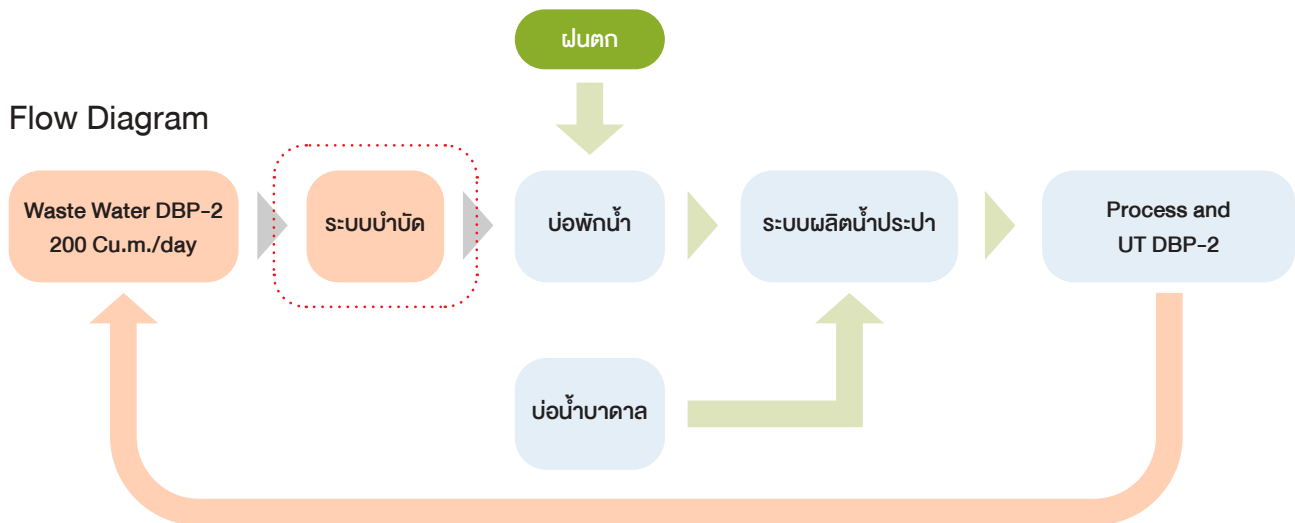 ฝนตก
Flow Diagram
Waste Water DBP-2
200 Cu.m./day
ระบบบำบัด
บ่อพักน้ำ
ระบบผลิตน้ำประปา
Process and
UT DBP-2
บ่อน้ำบาดาล